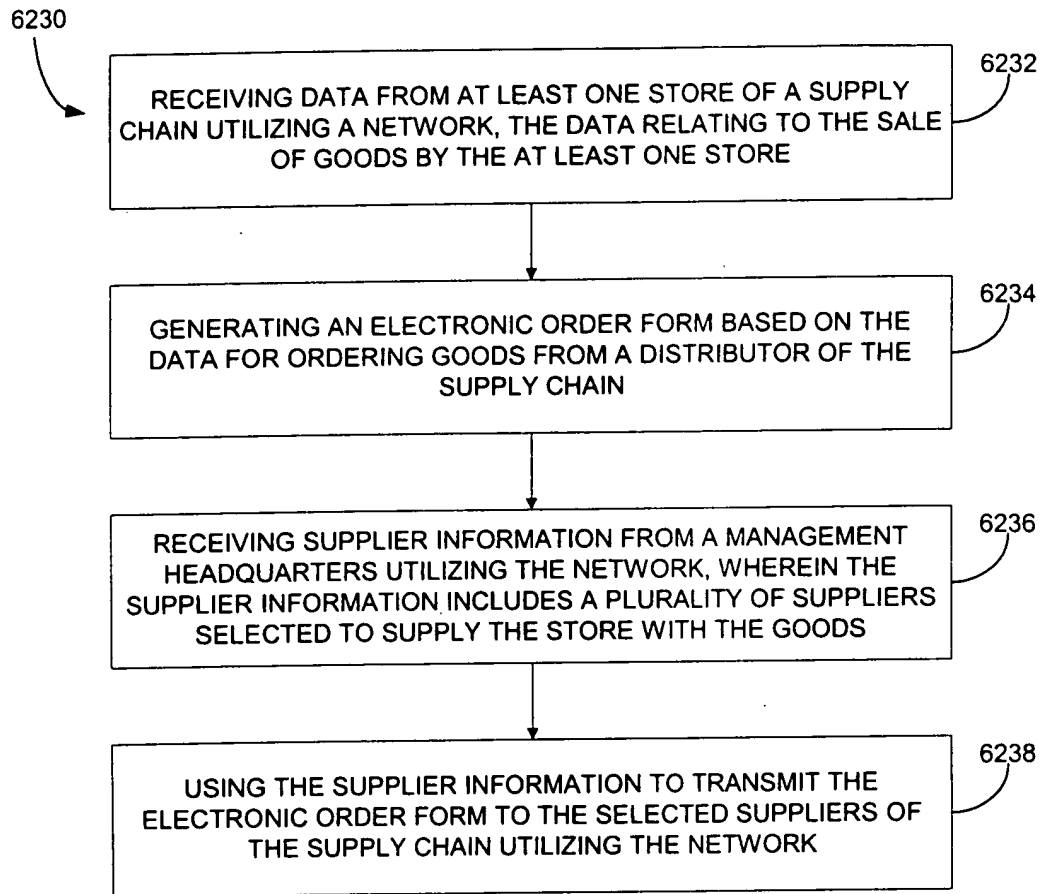 6230
RECEIVING DATA FROM AT LEAST ONE STORE OF A SUPPLY
CHAIN UTILIZING A NETWORK, THE DATA RELATING TO THE SALE
OF GOODS BY THE AT LEAST ONE STORE
6232
GENERATING AN ELECTRONIC ORDER FORM BASED ON THE
DATA FOR ORDERING GOODS FROM A DISTRIBUTOR OF THE
SUPPLY CHAIN
6234
RECEIVING SUPPLIER INFORMATION FROM A MANAGEMENT
HEADQUARTERS UTILIZING THE NETWORK, WHEREIN THE
SUPPLIER INFORMATION INCLUDES A PLURALITY OF SUPPLIERS
SELECTED TO SUPPLY THE STORE WITH THE GOODS
6236
USING THE SUPPLIER INFORMATION TO TRANSMIT THE
ELECTRONIC ORDER FORM TO THE SELECTED SUPPLIERS OF
THE SUPPLY CHAIN UTILIZING THE NETWORK
6238